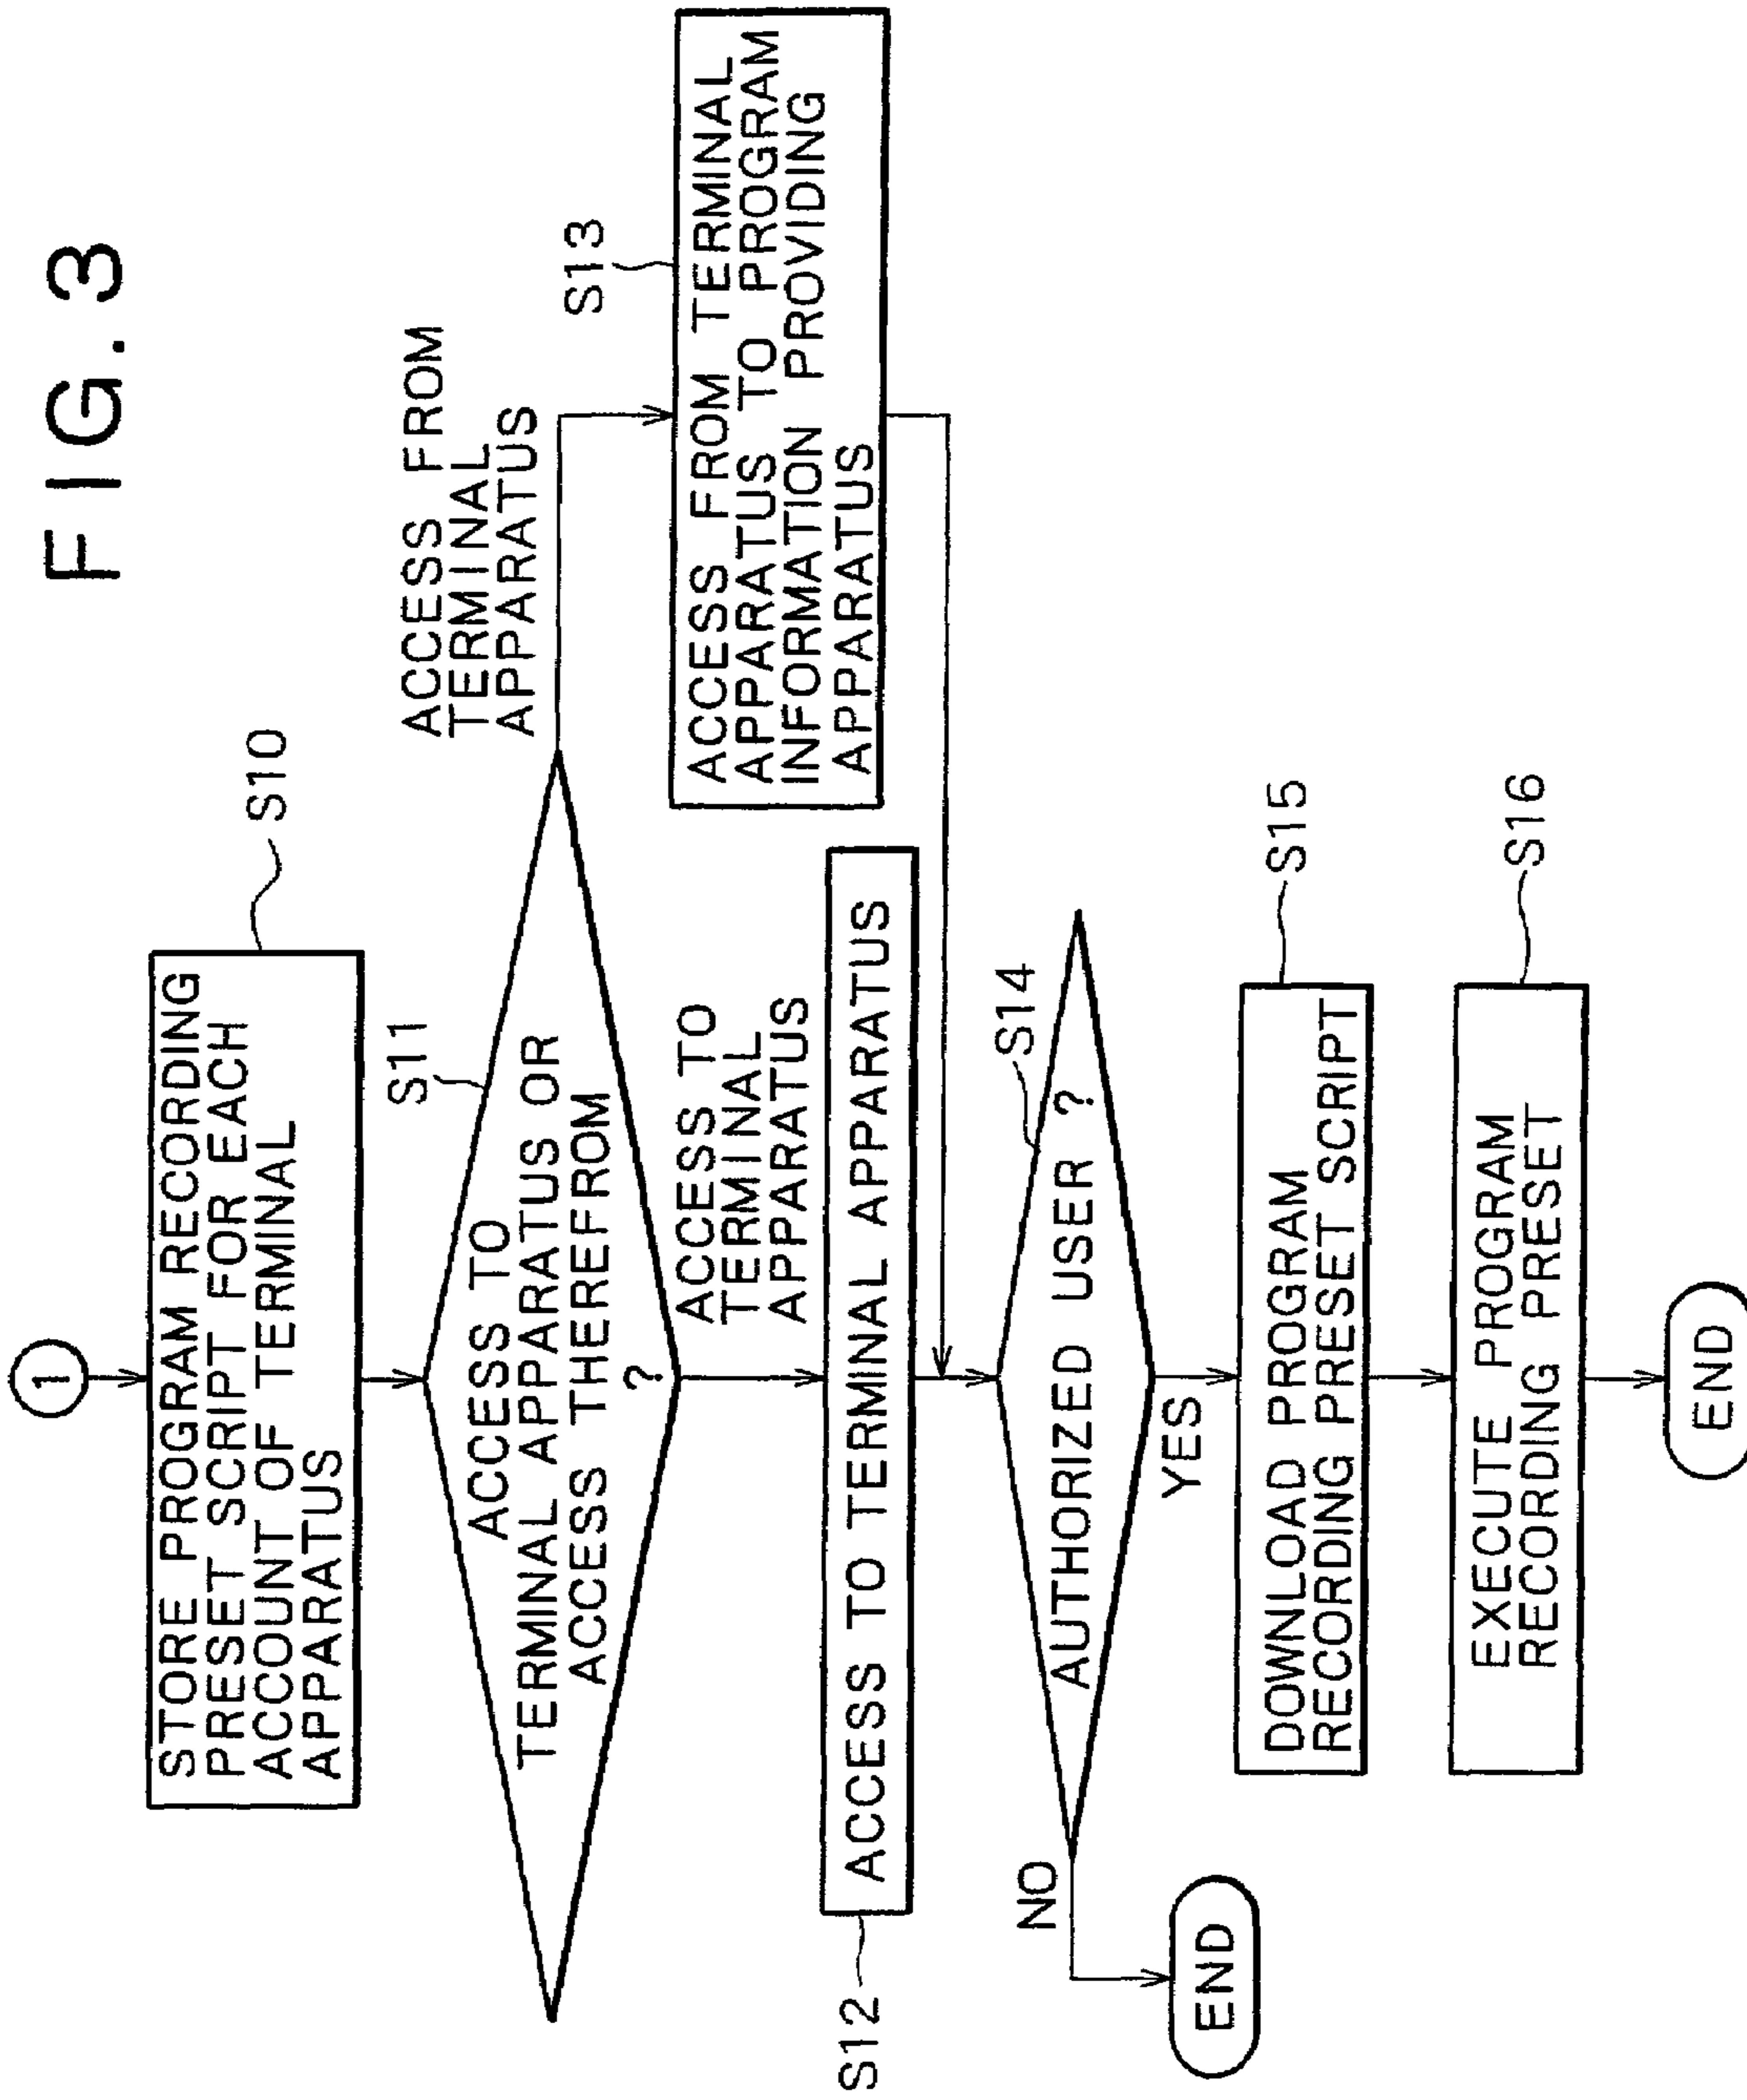 FIG. 3
1
STORE PROGRAM RECORDING
PRESET SCRIPT FOR EACH
ACCOUNT OF TERMINAL
APPARATUS
S10
S11
ACCESS TO
TERMINAL APPARATUS OR
ACCESS THEREFROM
?
ACCESS FROM
TERMINAL
APPARATUS
S13
ACCESS FROM TERMINAL
APPARATUS TO PROGRAM
INFORMATION PROVIDING
APPARATUS
ACCESS TO
TERMINAL
APPARATUS
S12
ACCESS TO TERMINAL APPARATUS
S14
AUTHORIZED USER ?
NO
END
YES
S15
DOWNLOAD PROGRAM
RECORDING PRESET SCRIPT
S16
EXECUTE PROGRAM
RECORDING PRESET
END